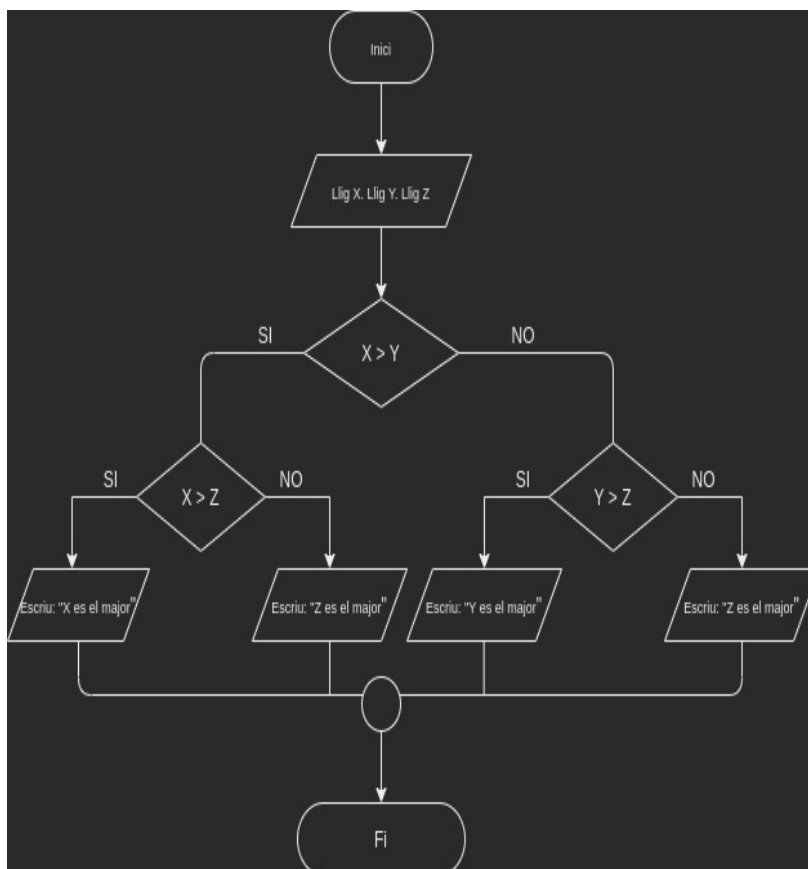 Inici
Llig X. Llig Y. Llig Z
SI
X > Y
NO
SI
X > Z
NO
SI
Y > Z
NO
Escriu: "X es el major"
Escriu: "Z es el major"
Escriu: "Y es el major"
Escriu: "Z es el major"
Fi